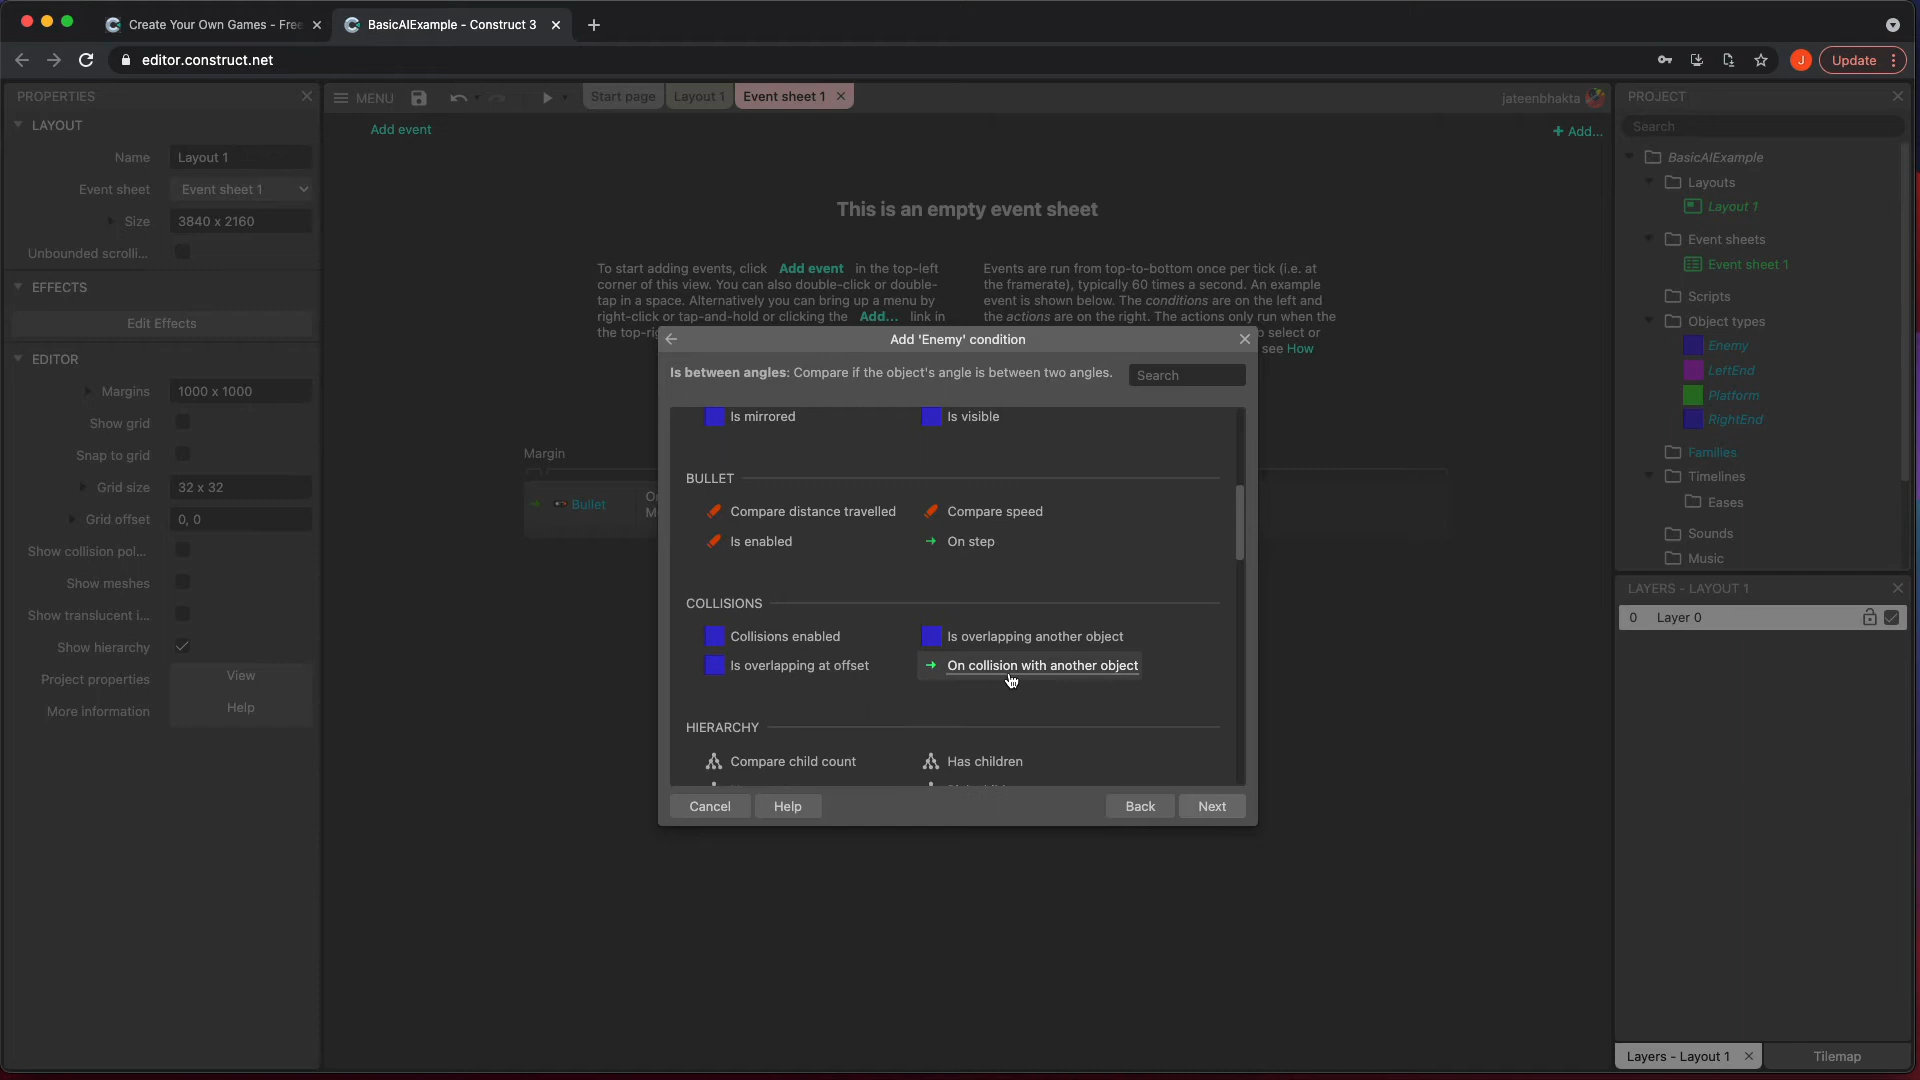 Create Your Own Games - Free
BasicAIExample - Construct 3
editor.construct.net
J
Update
PROPERTIES
MENU
Start page
Layout 1
Event sheet 1
jateenbhakta
PROJECT
LAYOUT
Add event
+ Add...
Search
Name
Layout 1
Event sheet
Event sheet 1
Size
3840 x 2160
Unbounded scrolli...
EFFECTS
Edit Effects
EDITOR
Margins
1000 x 1000
Show grid
Snap to grid
Grid size
32 x 32
Grid offset
0, 0
Show collision pol...
Show meshes
Show translucent i...
Show hierarchy
Project properties
View
More information
Help
This is an empty event sheet
To start adding events, click Add event in the top-left
corner of this view. You can also double-click or double-
tap in a space. Alternatively you can bring up a menu by
right-click or tap-and-hold or clicking the Add... link in
the top-rig
Events are run from top-to-bottom once per tick (i.e. at
the framerate), typically 60 times a second. An example
event is shown below. The conditions are on the left and
the actions are on the right. The actions only run when the
o select or
see How
Margin
Bullet
Add 'Enemy' condition
Is between angles: Compare if the object's angle is between two angles.
Search
Is mirrored
Is visible
BULLET
Compare distance travelled
Compare speed
Is enabled
On step
COLLISIONS
Collisions enabled
Is overlapping another object
Is overlapping at offset
On collision with another object
HIERARCHY
Compare child count
Has children
Cancel
Help
Back
Next
BasicAIExample
Layouts
Layout 1
Event sheets
Event sheet 1
Scripts
Object types
Enemy
LeftEnd
Platform
RightEnd
Families
Timelines
Eases
Sounds
Music
LAYERS - LAYOUT 1
0 Layer 0
Layers - Layout 1
Tilemap